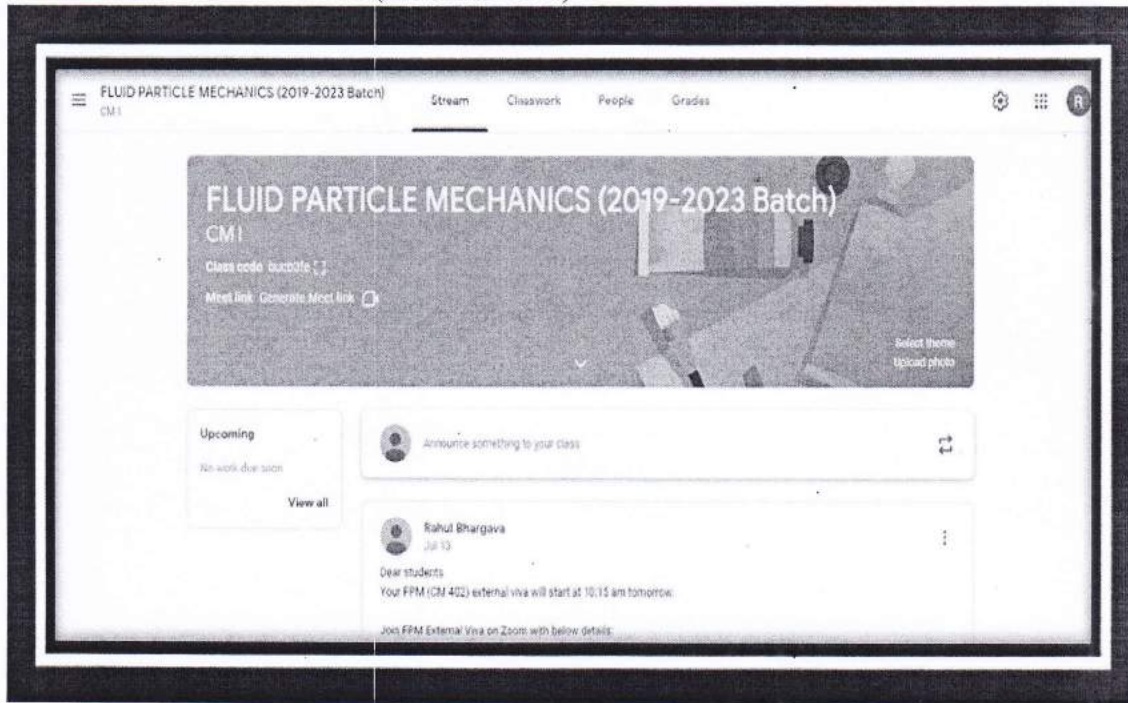 FLUID PARTICLE MECHANICS (2019-2023 Batch)
CM I
Stream Classwork People Grades
R
FLUID PARTICLE MECHANICS (2019-2023 Batch)
CM I
Class code
Meet link Generate Meet link
Select theme
Upload photo
Upcoming
No work due soon
View all
Announce something to your class
Rahul Bhargava
Jul 13
Dear students
Your FPM (CM 402) external viva will start at 10:15 am tomorrow.
Join FPM External Viva on Zoom with below details: